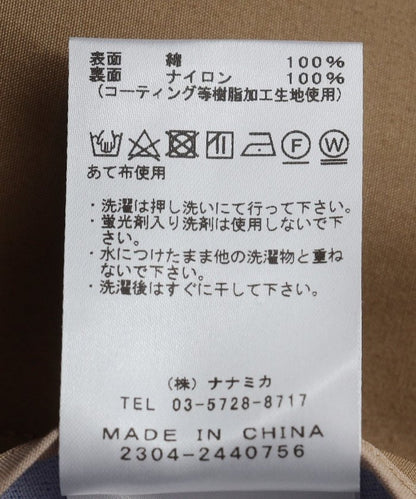 表面 綿 100%
裏面 ナイロン 100%
(コーティング等樹脂加工生地使用)
F W
あて布使用
・洗濯は押し洗いにて行って下さい。
・蛍光剤入り洗剤は使用しないで下
さい。
・水につけたまま他の洗濯物と重ね
ないで下さい。
・洗濯後はすぐに干して下さい。
(株) ナナミカ
TEL 03-5728-8717
MADE IN CHINA
2304-2440756